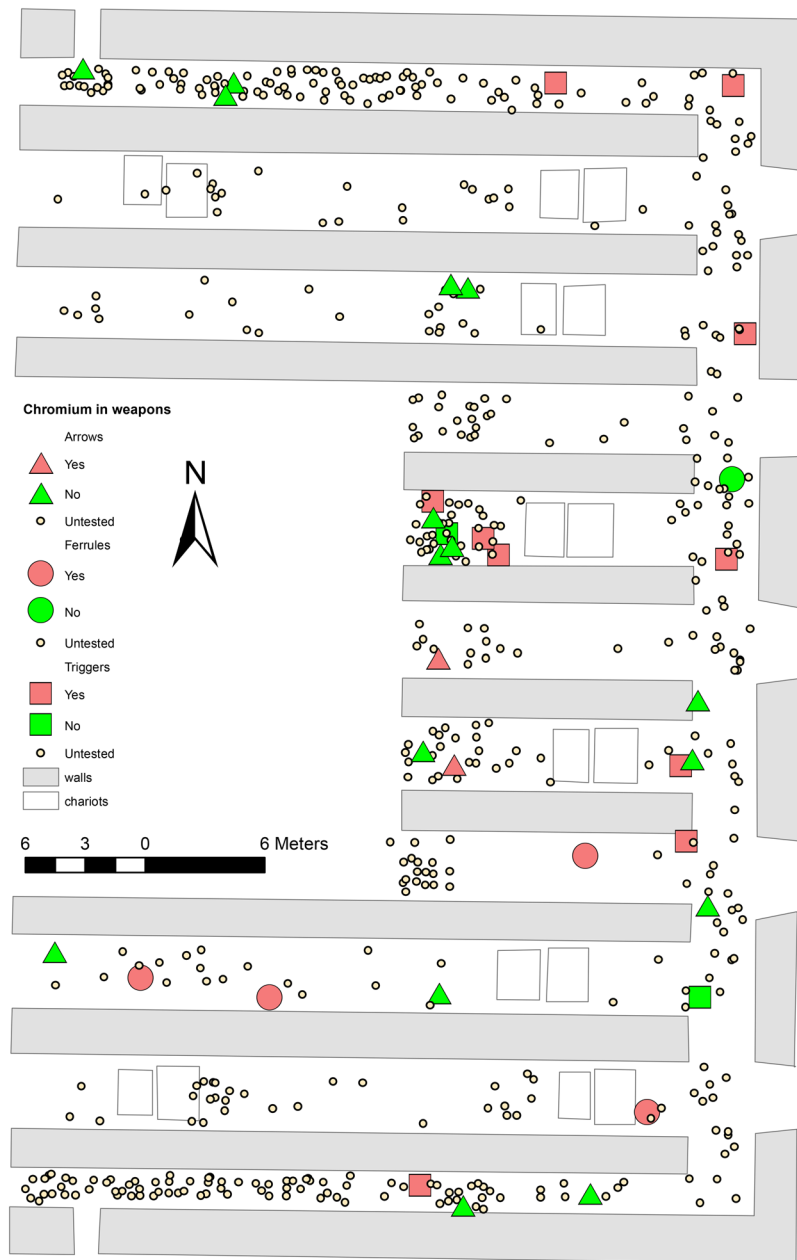 Chromium in weapons
Arrows
Yes
No
Untested
Ferrules
Yes
No
Untested
Triggers
Yes
No
Untested
walls
chariots
N
6 3 0 6 Meters